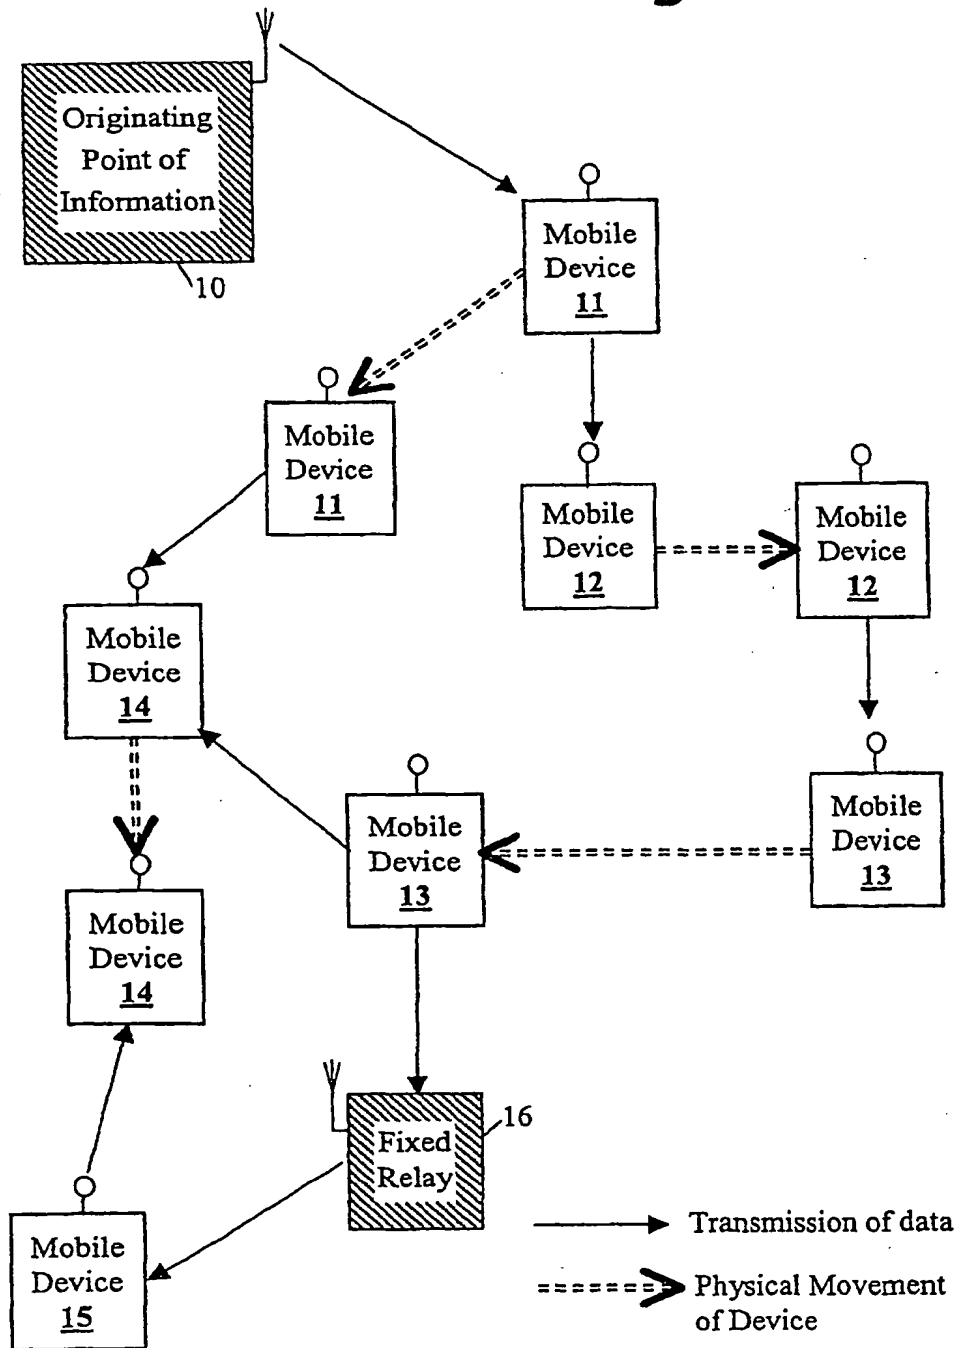 Originating
Point of
Information
10
Mobile
Device
11
Mobile
Device
11
Mobile
Device
12
Mobile
Device
12
Mobile
Device
14
Mobile
Device
13
Mobile
Device
13
Mobile
Device
14
16
Fixed
Relay
Mobile
Device
15
Transmission of data
Physical Movement
of Device